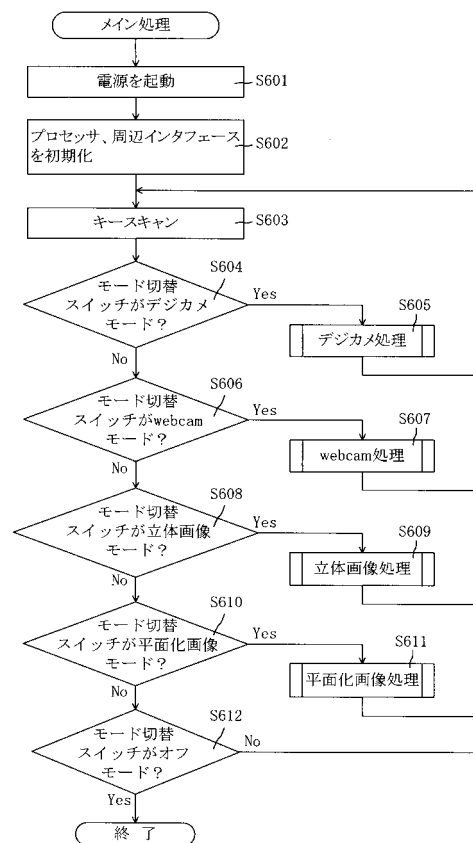 メイン処理
電源を起動
S601
プロセッサ、周辺インタフェース
を初期化
S602
キースキャン
S603
S604
モード切替
スイッチがデジカメ
モード？
Yes
No
S605
デジカメ処理
S606
モード切替
スイッチがwebcam
モード？
Yes
No
S607
webcam処理
S608
モード切替
スイッチが立体画像
モード？
Yes
No
S609
立体画像処理
S610
モード切替
スイッチが平面化画像
モード？
Yes
No
S611
平面化画像処理
S612
モード切替
スイッチがオフ
モード？
No
Yes
終 了